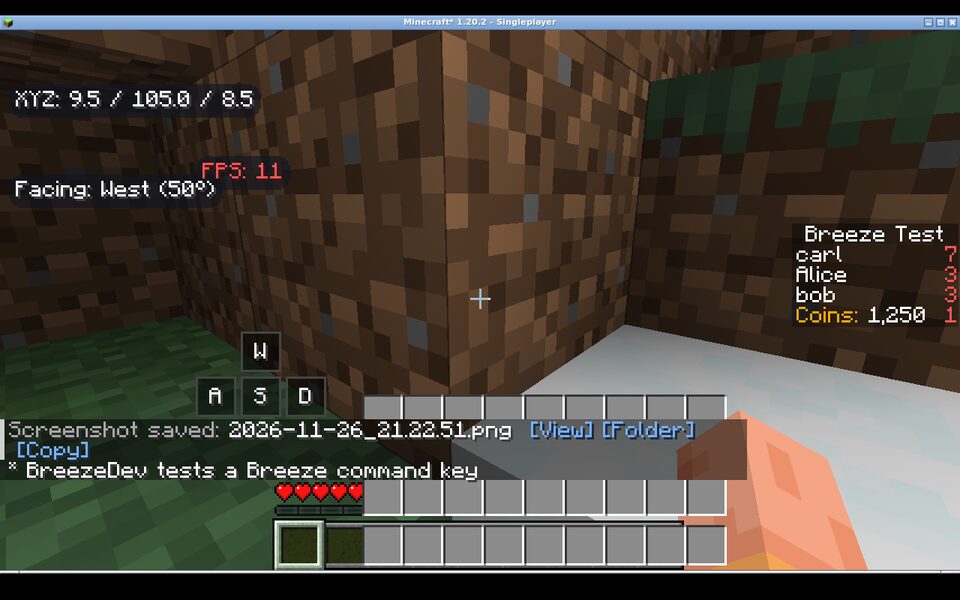 Minecraft* 1.20.2 - Singleplayer
XYZ: 9.5 / 105.0 / 8.5
FPS: 11
Facing: West (50º)
Breeze Test
carl 7
Alice 3
bob 3
Coins: 1,250 1
W
A S D
Screenshot saved: 2026-11-26_21.22.51.png [View] [Folder]
[Copy]
* BreezeDev tests a Breeze command key